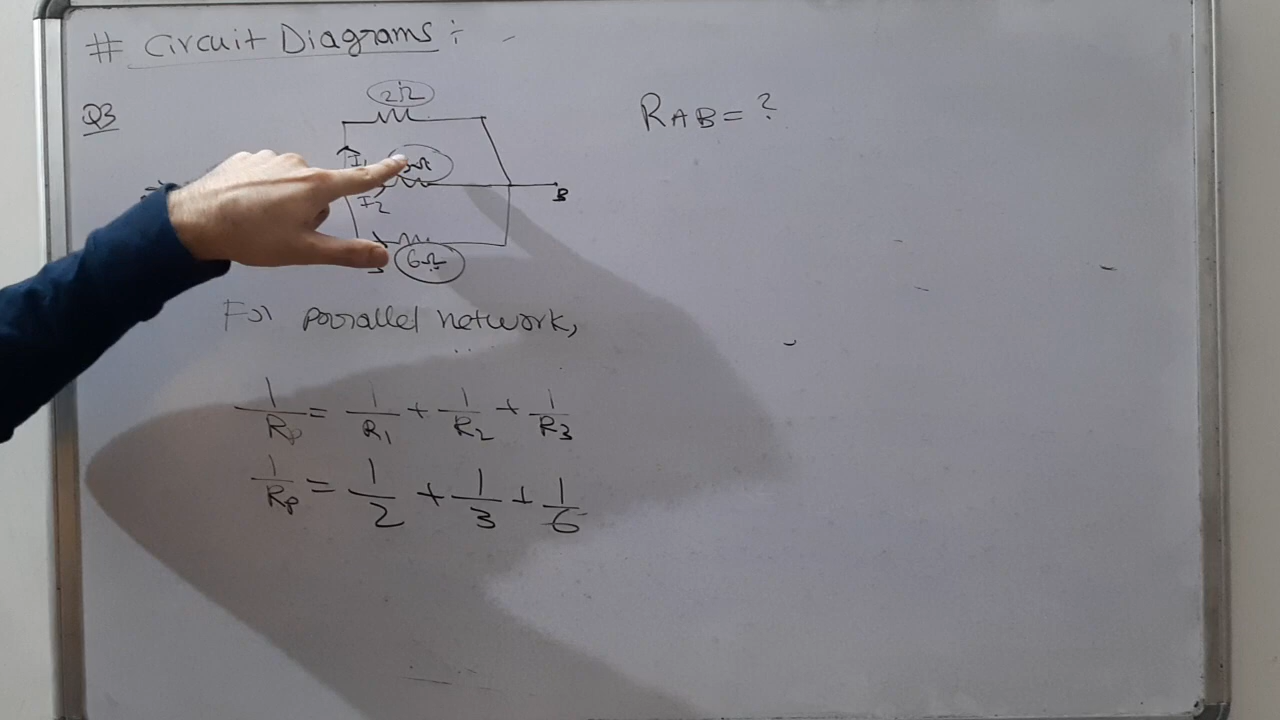 # Circuit Diagrams :-
Q3
2Ω
RAB = ?
I1
I2
B
6Ω
For parallel network,
1/Rp = 1/R1 + 1/R2 + 1/R3
1/Rp = 1/2 + 1/3 + 1/6